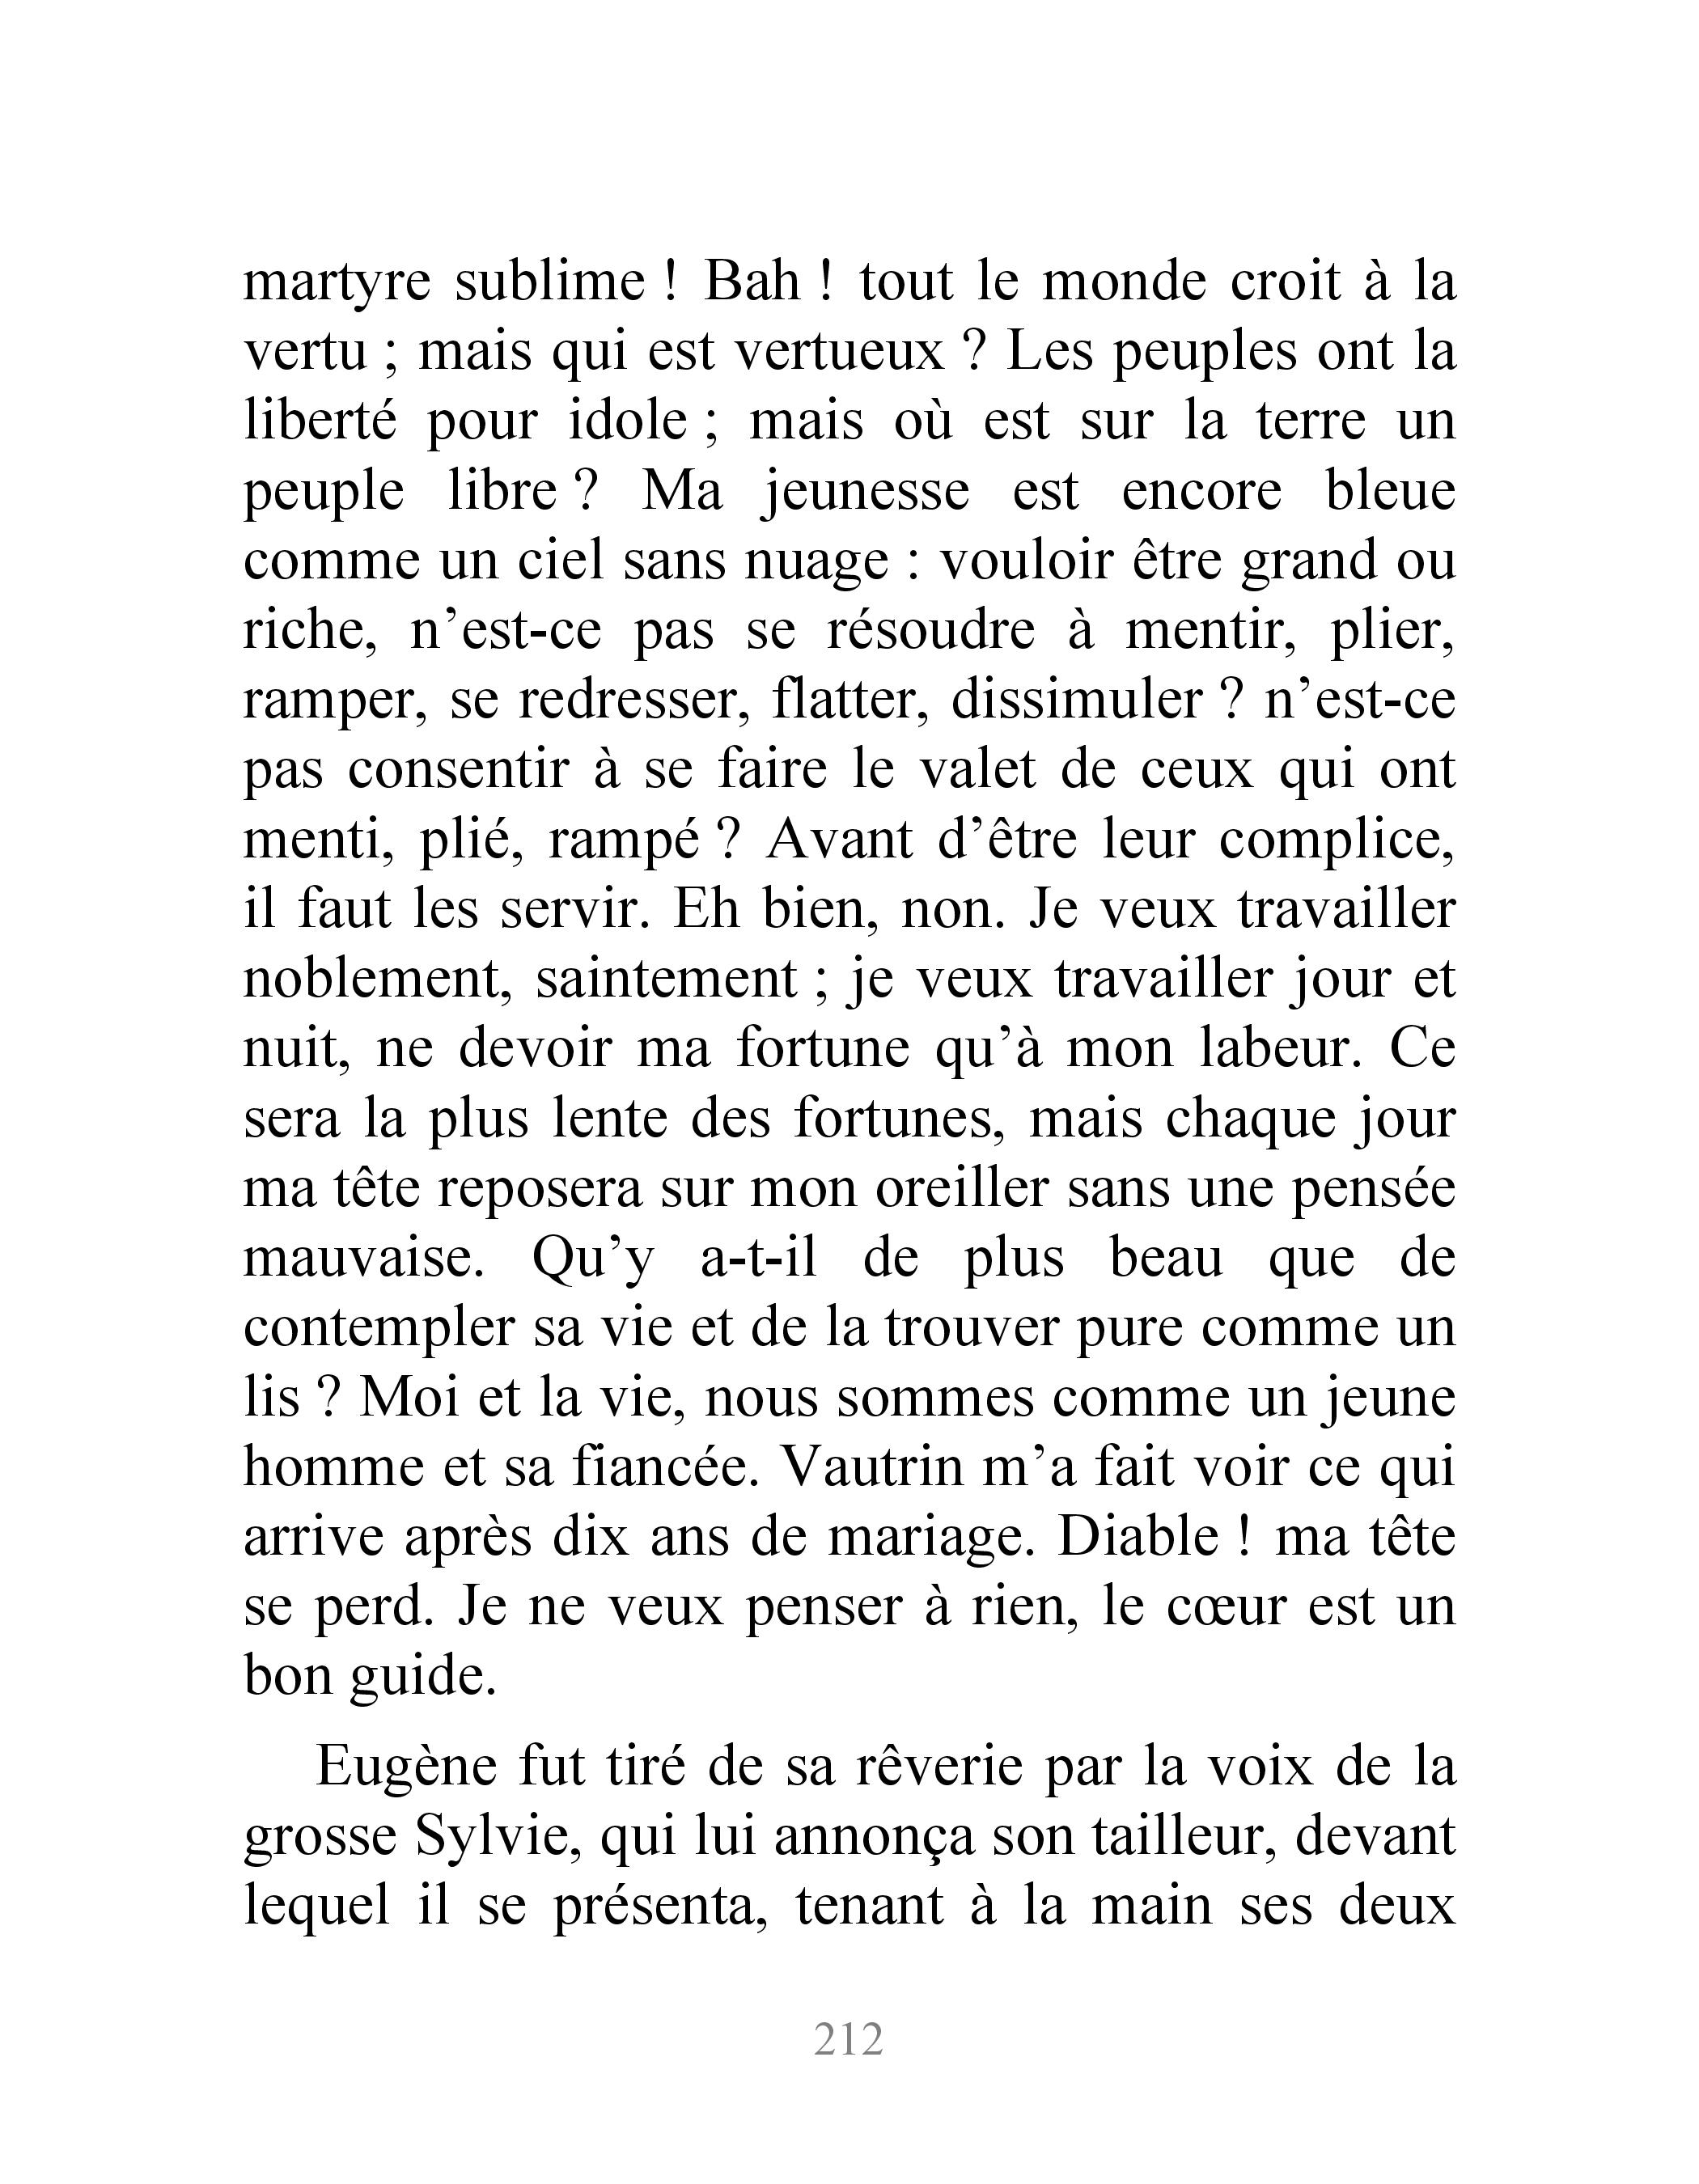 martyre sublime ! Bah ! tout le monde croit à la
vertu ; mais qui est vertueux ? Les peuples ont la
liberté pour idole ; mais où est sur la terre un
peuple libre ? Ma jeunesse est encore bleue
comme un ciel sans nuage : vouloir être grand ou
riche, n’est-ce pas se résoudre à mentir, plier,
ramper, se redresser, flatter, dissimuler ? n’est-ce
pas consentir à se faire le valet de ceux qui ont
menti, plié, rampé ? Avant d’être leur complice,
il faut les servir. Eh bien, non. Je veux travailler
noblement, saintement ; je veux travailler jour et
nuit, ne devoir ma fortune qu’à mon labeur. Ce
sera la plus lente des fortunes, mais chaque jour
ma tête reposera sur mon oreiller sans une pensée
mauvaise. Qu’y a-t-il de plus beau que de
contempler sa vie et de la trouver pure comme un
lis ? Moi et la vie, nous sommes comme un jeune
homme et sa fiancée. Vautrin m’a fait voir ce qui
arrive après dix ans de mariage. Diable ! ma tête
se perd. Je ne veux penser à rien, le cœur est un
bon guide.
Eugène fut tiré de sa rêverie par la voix de la
grosse Sylvie, qui lui annonça son tailleur, devant
lequel il se présenta, tenant à la main ses deux
212